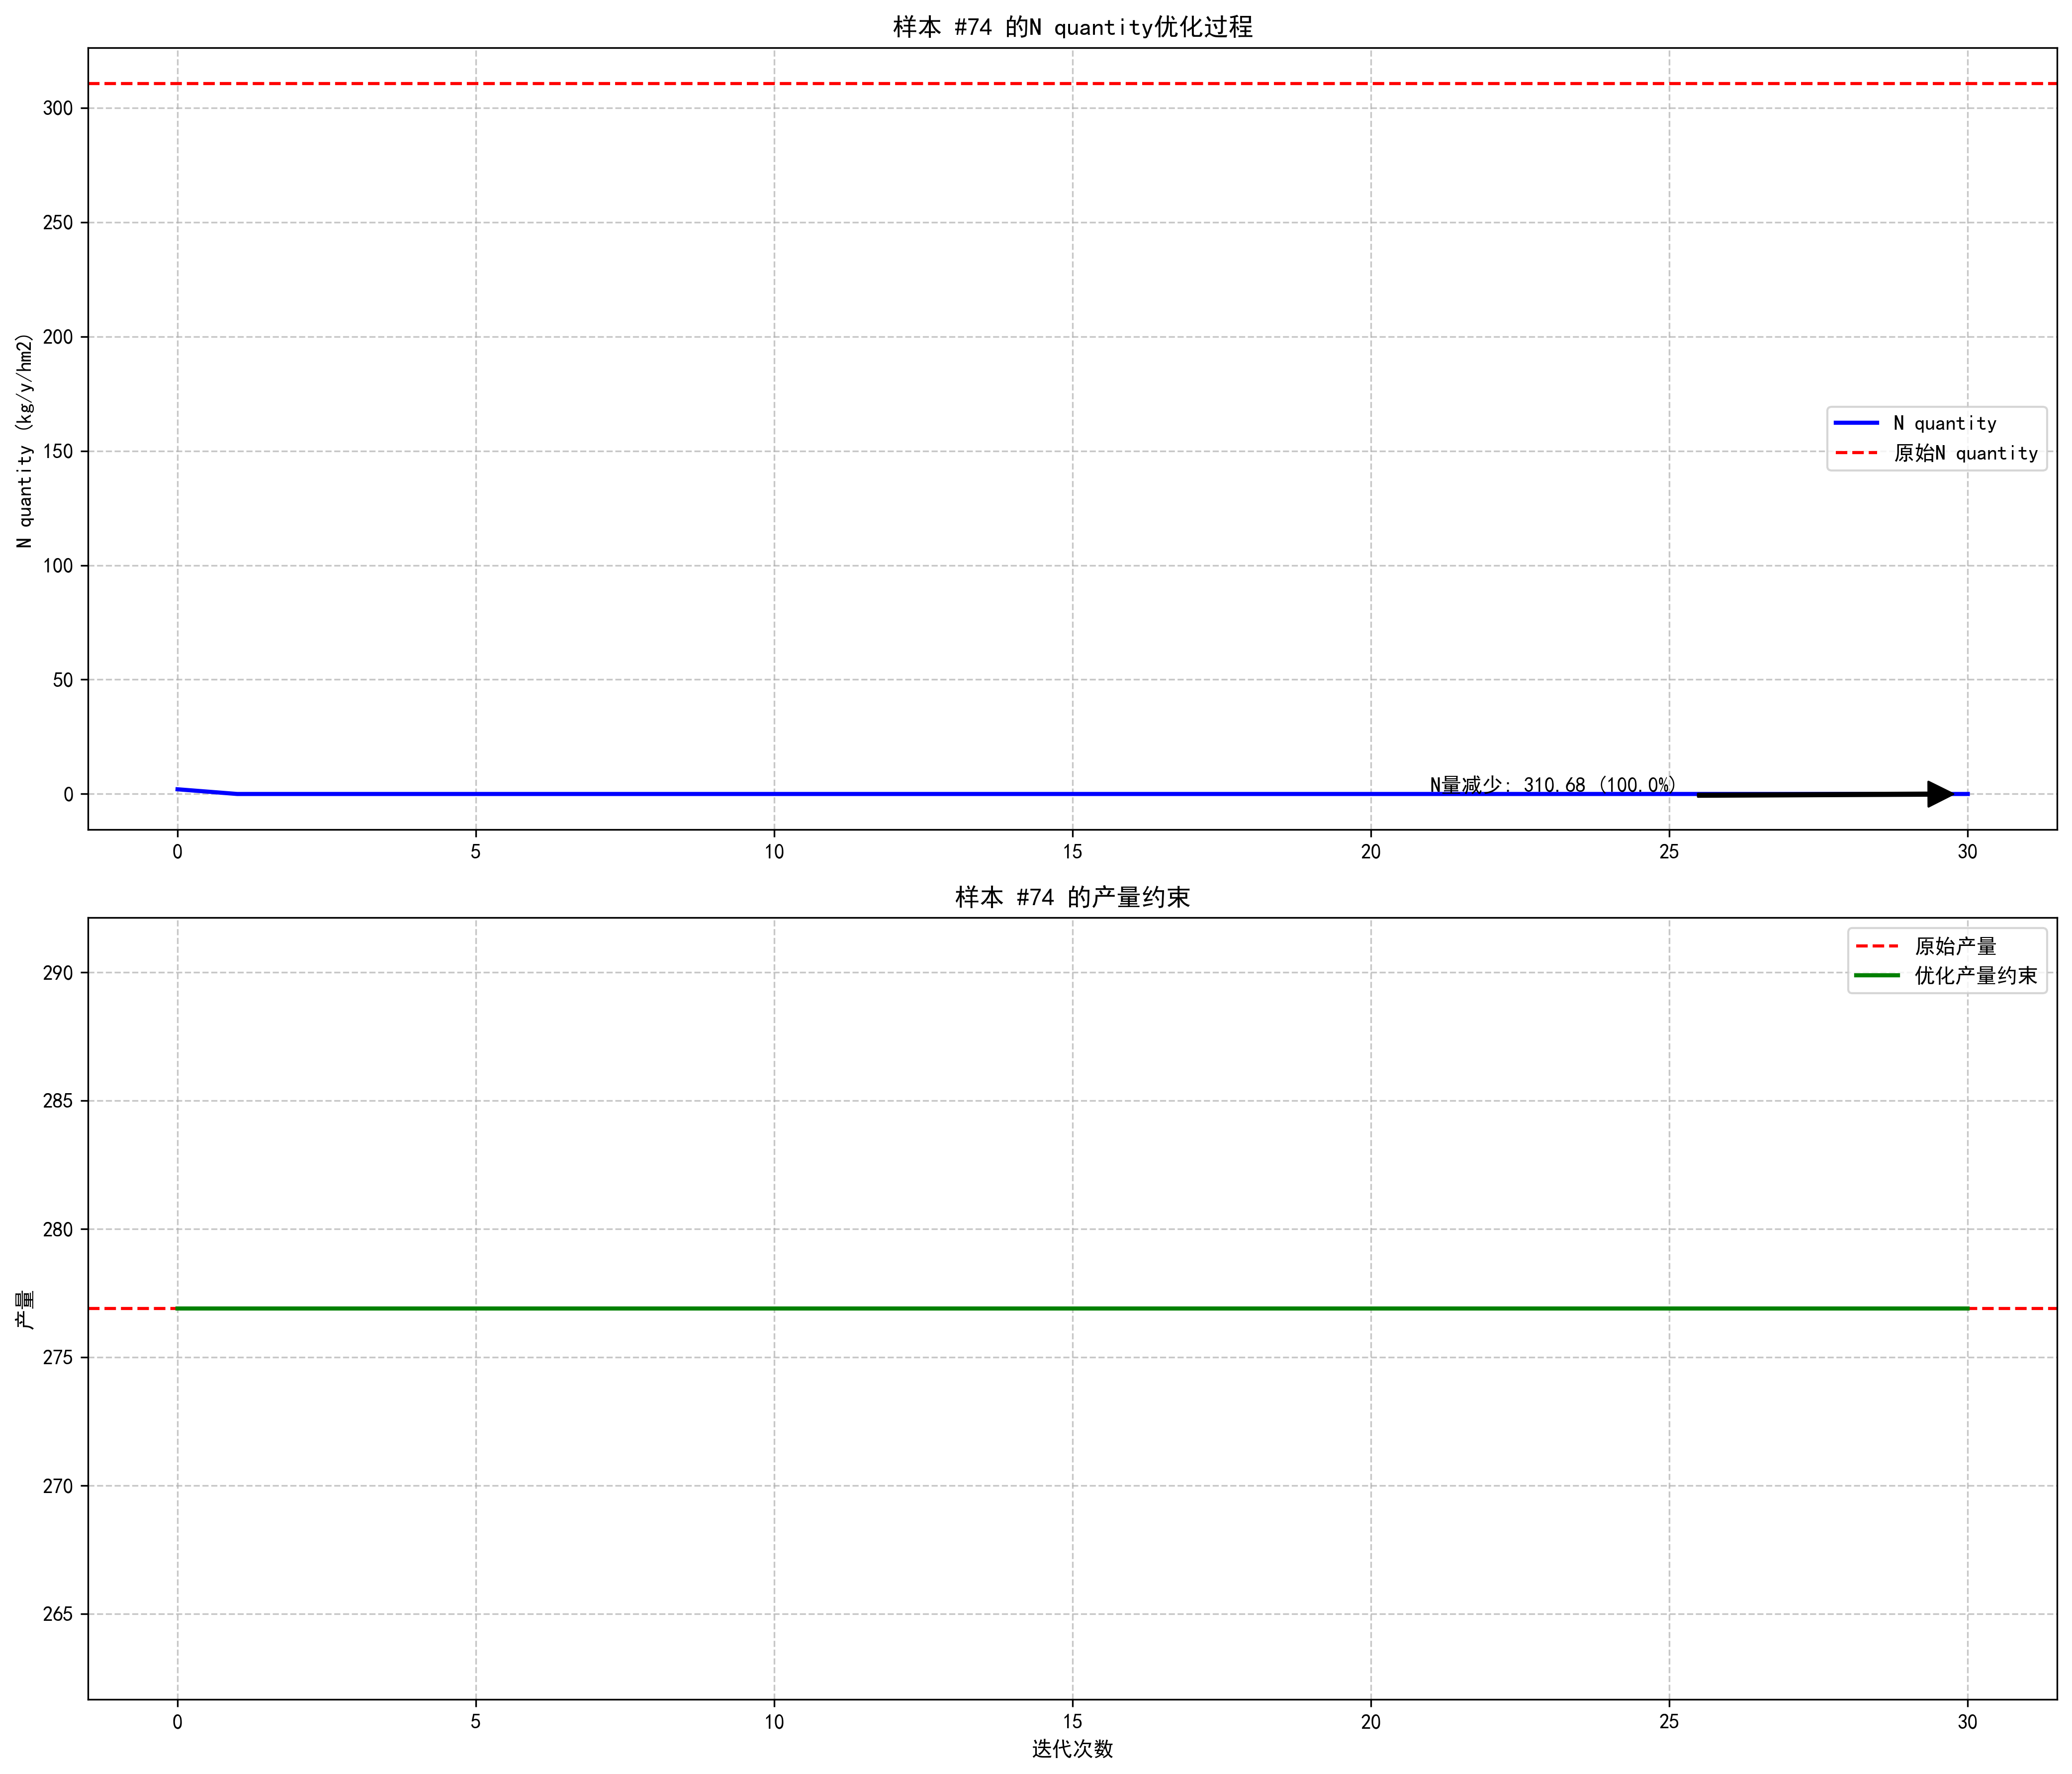 样本 #74 的N quantity优化过程
N quantity (kg/y/hm2)
300
250
200
150
100
50
0
N quantity
原始N quantity
N量减少: 310.68 (100.0%)
0 5 10 15 20 25 30
样本 #74 的产量约束
产量
290
285
280
275
270
265
原始产量
优化产量约束
0 5 10 15 20 25 30
迭代次数